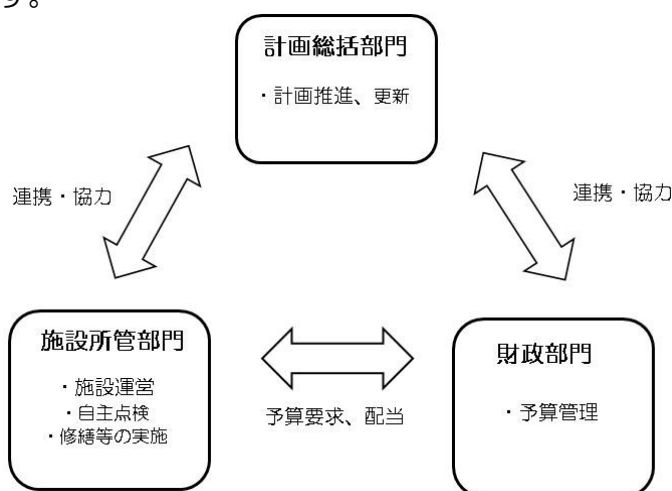 す。
計画総括部門
・計画推進、更新
連携・協力
連携・協力
施設所管部門
・施設運営
・自主点検
・修繕等の実施
予算要求、配当
財政部門
・予算管理